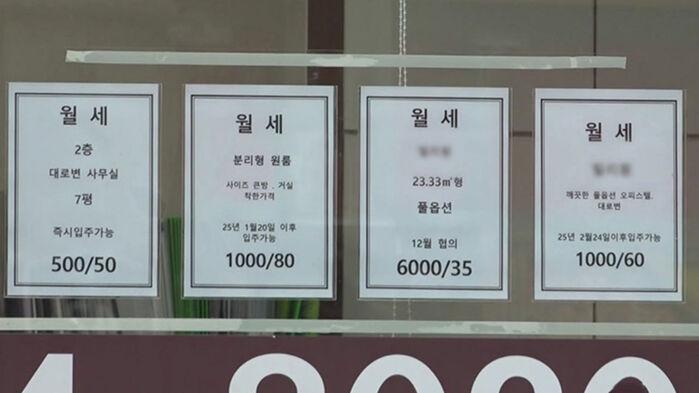 월 세
2층
대로변 사무실
7평
즉시입주가능
500/50
월 세
분리형 원룸
사이즈 큰방 . 거실
착한가격
25년 1월20일 이후
입주가능
1000/80
월 세
23.33㎡형
풀옵션
12월 협의
6000/35
월 세
깨끗한 풀옵션 오피스텔.
대로변
25년 2월24일이후입주가능
1000/60